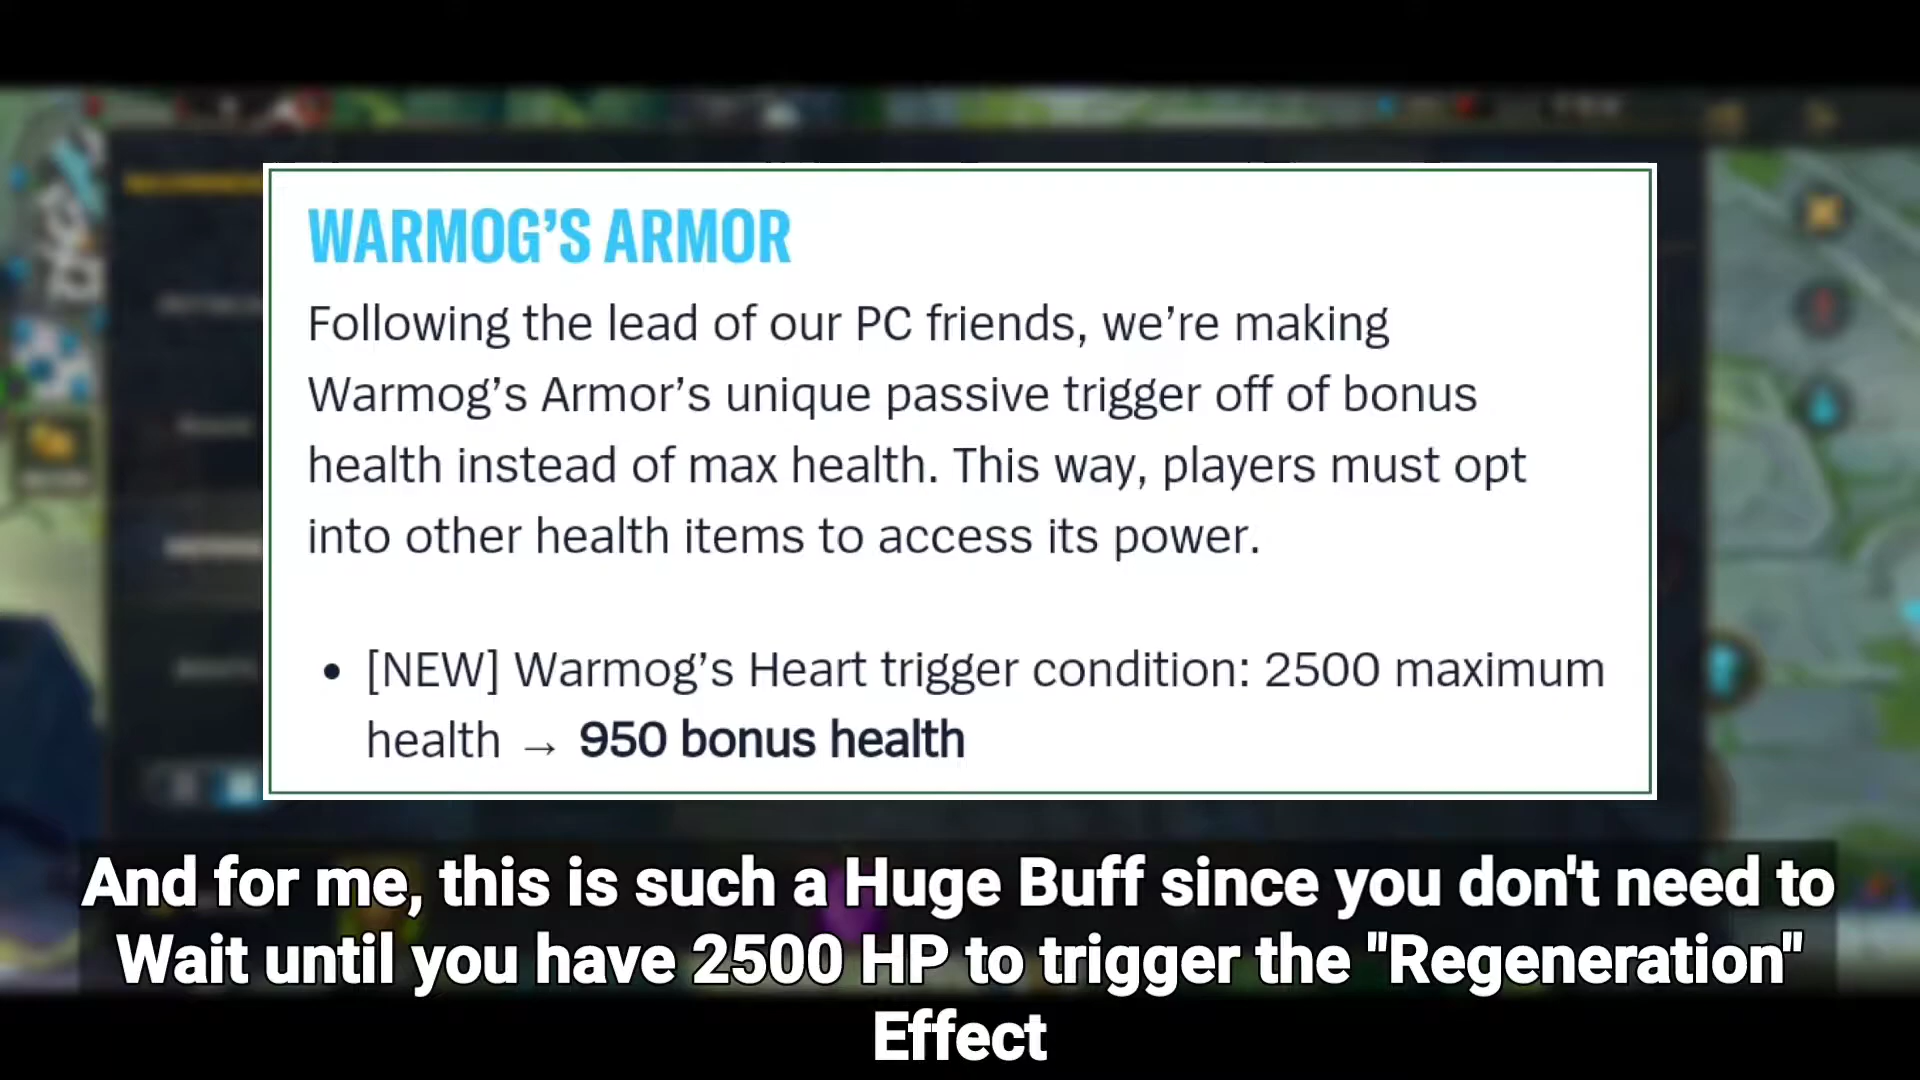 WARMOG’S ARMOR
Following the lead of our PC friends, we’re making
Warmog’s Armor’s unique passive trigger off of bonus
health instead of max health. This way, players must opt
into other health items to access its power.
• [NEW] Warmog’s Heart trigger condition: 2500 maximum
health → 950 bonus health
And for me, this is such a Huge Buff since you don't need to
Wait until you have 2500 HP to trigger the "Regeneration"
Effect